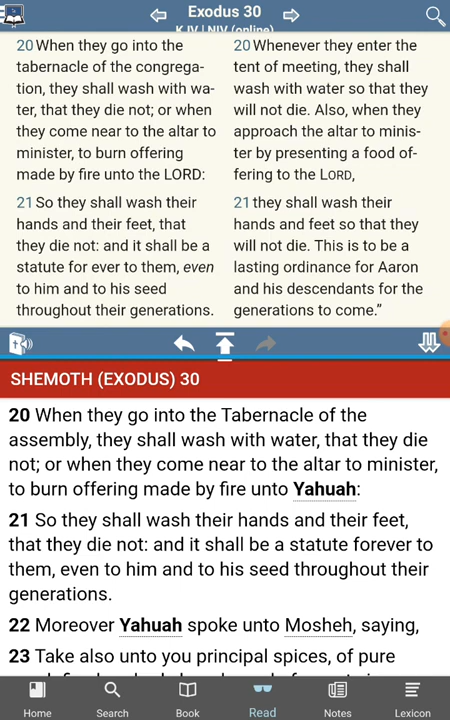 Exodus 30
KJV | NIV (online)
20 When they go into the
tabernacle of the congrega-
tion, they shall wash with wa-
ter, that they die not; or when
they come near to the altar to
minister, to burn offering
made by fire unto the LORD:
21 So they shall wash their
hands and their feet, that
they die not: and it shall be a
statute for ever to them, even
to him and to his seed
throughout their generations.
20 Whenever they enter the
tent of meeting, they shall
wash with water so that they
will not die. Also, when they
approach the altar to minis-
ter by presenting a food of-
fering to the LORD,
21 they shall wash their
hands and feet so that they
will not die. This is to be a
lasting ordinance for Aaron
and his descendants for the
generations to come.”
SHEMOTH (EXODUS) 30
20 When they go into the Tabernacle of the
assembly, they shall wash with water, that they die
not; or when they come near to the altar to minister,
to burn offering made by fire unto Yahuah:
21 So they shall wash their hands and their feet,
that they die not: and it shall be a statute forever to
them, even to him and to his seed throughout their
generations.
22 Moreover Yahuah spoke unto Mosheh, saying,
23 Take also unto you principal spices, of pure
Home
Search
Book
Read
Notes
Lexicon